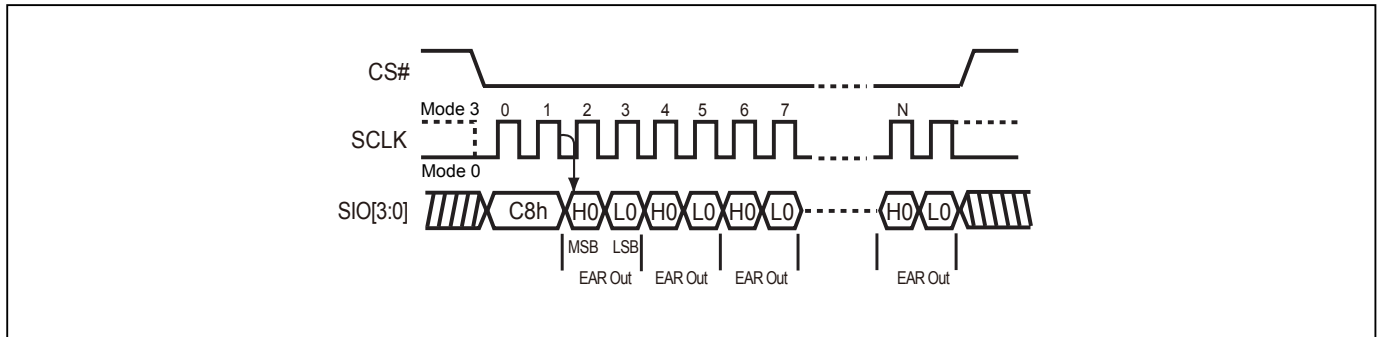 CS#
Mode 3 0 1 2 3 4 5 6 7 N
SCLK
Mode 0
SIO[3:0] C8h H0 L0 H0 L0 H0 L0 H0 L0
MSB LSB
EAR Out EAR Out EAR Out EAR Out